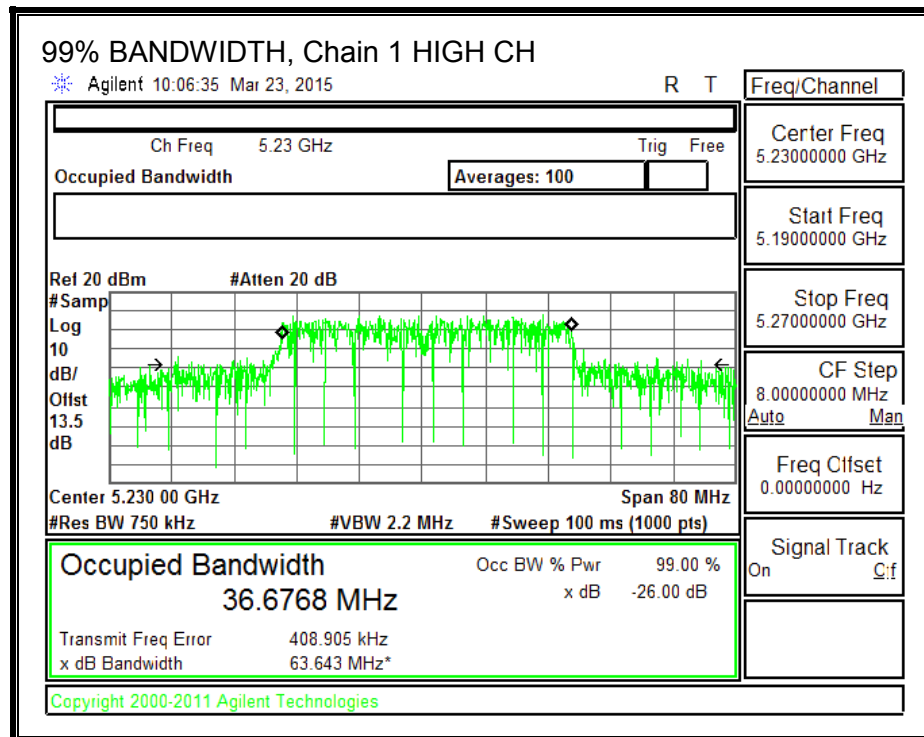 99% BANDWIDTH, Chain 1 HIGH CH
Agilent 10:06:35 Mar 23, 2015 R T
Freq/Channel
Ch Freq 5.23 GHz Trig Free
Occupied Bandwidth Averages: 100
Center Freq
5.23000000 GHz
Start Freq
5.19000000 GHz
Stop Freq
5.27000000 GHz
CF Step
8.00000000 MHz
Auto Man
Freq Offset
0.00000000 Hz
Signal Track
On Off
Ref 20 dBm #Atten 20 dB
#Samp
Log
10
dB/
Offst
13.5
dB
Center 5.230 00 GHz Span 80 MHz
#Res BW 750 kHz #VBW 2.2 MHz #Sweep 100 ms (1000 pts)
Occupied Bandwidth Occ BW % Pwr 99.00 %
36.6768 MHz x dB -26.00 dB
Transmit Freq Error 408.905 kHz
x dB Bandwidth 63.643 MHz*
Copyright 2000-2011 Agilent Technologies